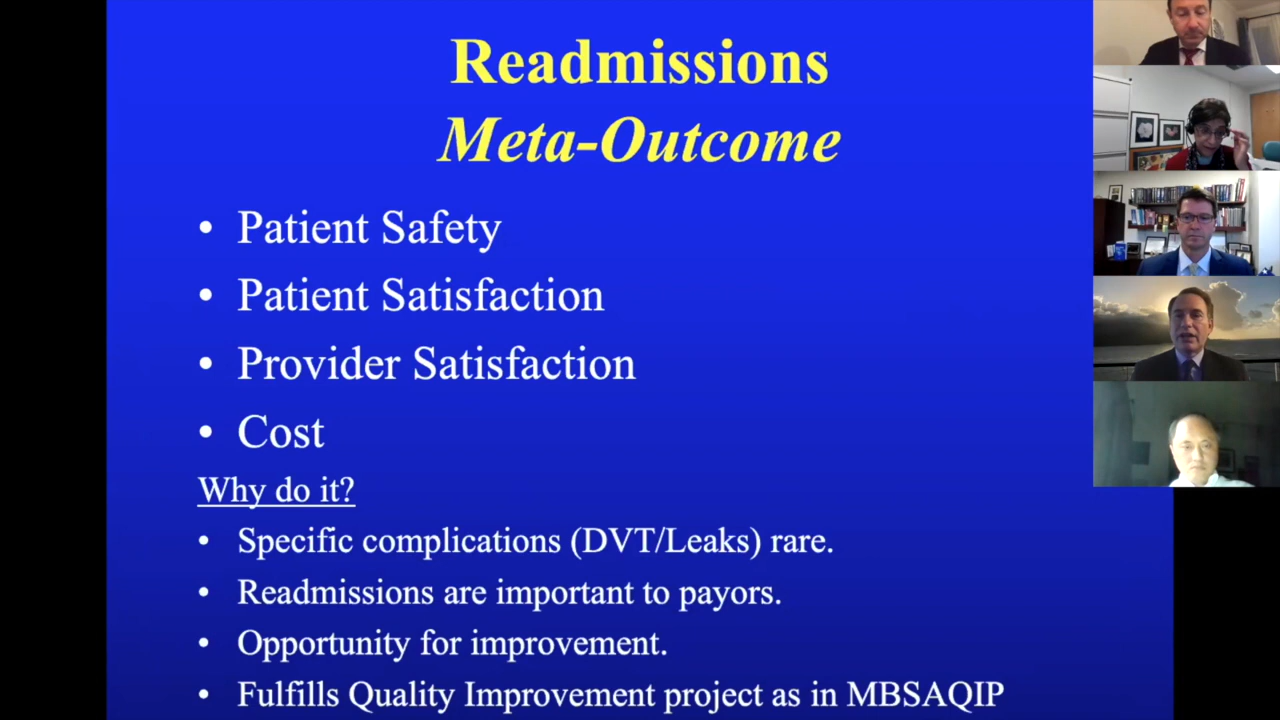 Readmissions
Meta-Outcome
• Patient Safety
• Patient Satisfaction
• Provider Satisfaction
• Cost
Why do it?
• Specific complications (DVT/Leaks) rare.
• Readmissions are important to payors.
• Opportunity for improvement.
• Fulfills Quality Improvement project as in MBSAQIP